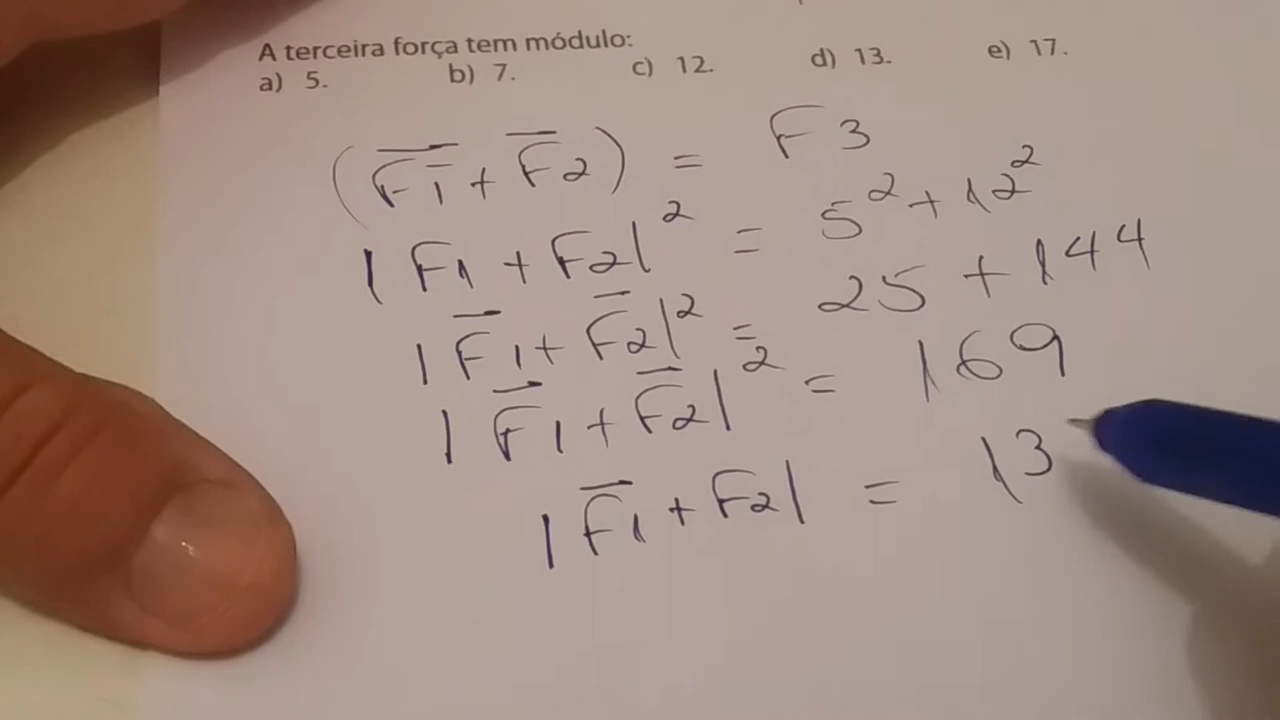 A terceira força tem módulo:
a) 5. b) 7. c) 12. d) 13. e) 17.
(F1 + F2) = F3
|F1 + F2|² = 5² + 12²
|F1 + F2|² = 25 + 144
|F1 + F2|² = 169
|F1 + F2| = 13